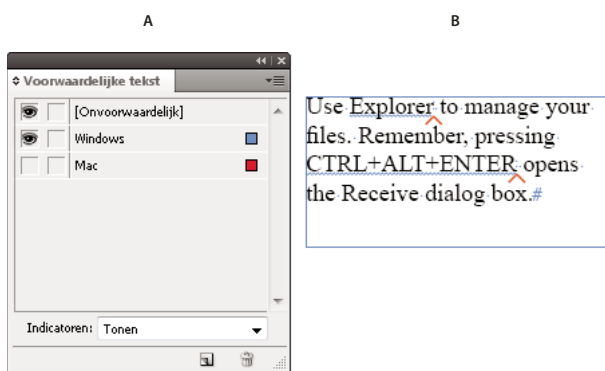 A
B
Voorwaardelijke tekst
[Onvoorwaardelijk]
Windows
Mac
Indicatoren: Tonen
Use Explorer to manage your
files. Remember, pressing
CTRL+ALT+ENTER opens
the Receive dialog box.#